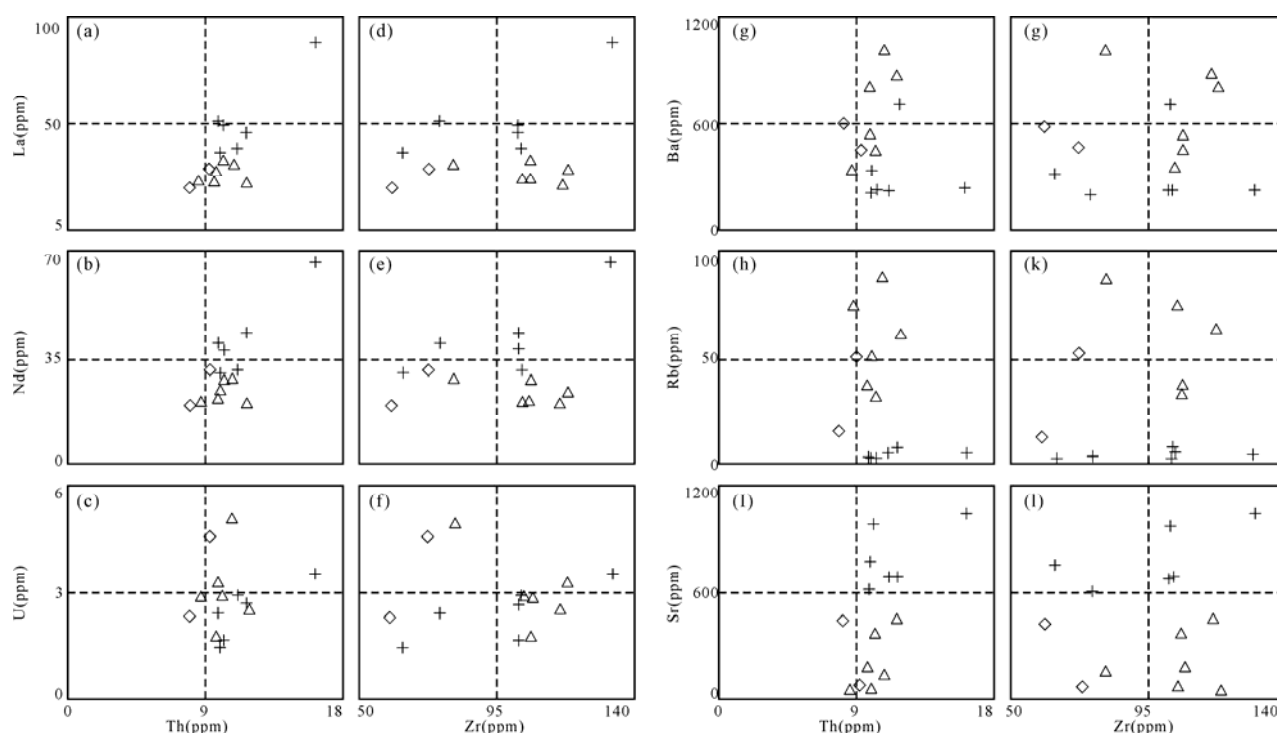 (a)
(d)
100
50
5
La(ppm)
(b)
(e)
70
35
0
Nd(ppm)
(c)
(f)
6
3
0
U(ppm)
0
9
18
Th(ppm)
50
95
140
Zr(ppm)
(g)
(g)
1200
600
0
Ba(ppm)
(h)
(k)
100
50
0
Rb(ppm)
(I)
(l)
1200
600
0
Sr(ppm)
0
9
18
Th(ppm)
50
95
140
Zr(ppm)